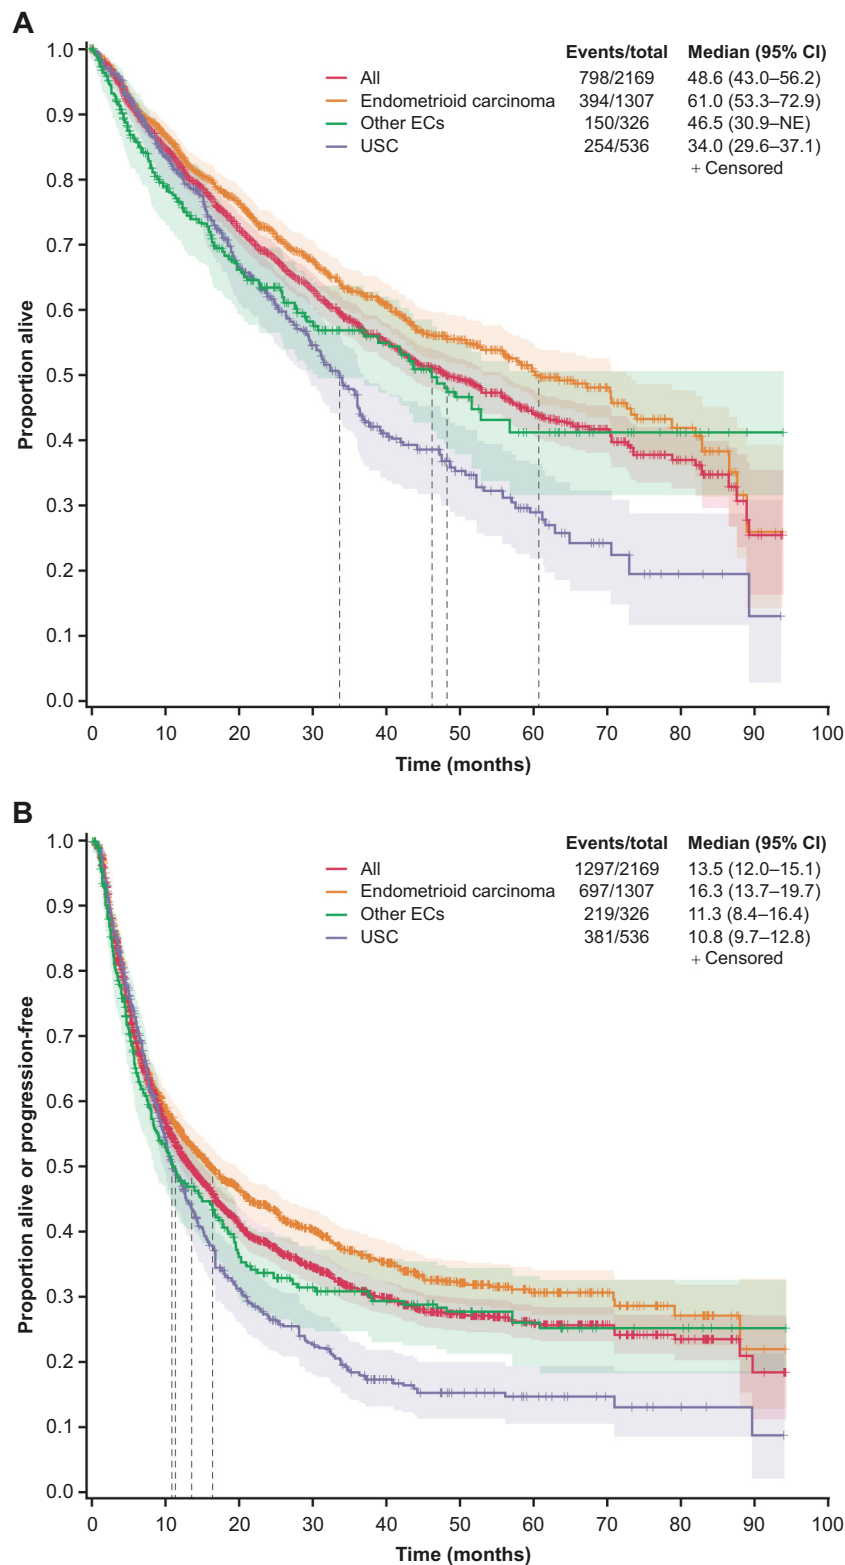 A
Events/total Median (95% CI)
All 798/2169 48.6 (43.0–56.2)
Endometrioid carcinoma 394/1307 61.0 (53.3–72.9)
Other ECs 150/326 46.5 (30.9–NE)
USC 254/536 34.0 (29.6–37.1)
+ Censored
Proportion alive
1.0
0.9
0.8
0.7
0.6
0.5
0.4
0.3
0.2
0.1
0.0
0 10 20 30 40 50 60 70 80 90 100
Time (months)
B
Events/total Median (95% CI)
All 1297/2169 13.5 (12.0–15.1)
Endometrioid carcinoma 697/1307 16.3 (13.7–19.7)
Other ECs 219/326 11.3 (8.4–16.4)
USC 381/536 10.8 (9.7–12.8)
+ Censored
Proportion alive or progression-free
1.0
0.9
0.8
0.7
0.6
0.5
0.4
0.3
0.2
0.1
0.0
0 10 20 30 40 50 60 70 80 90 100
Time (months)